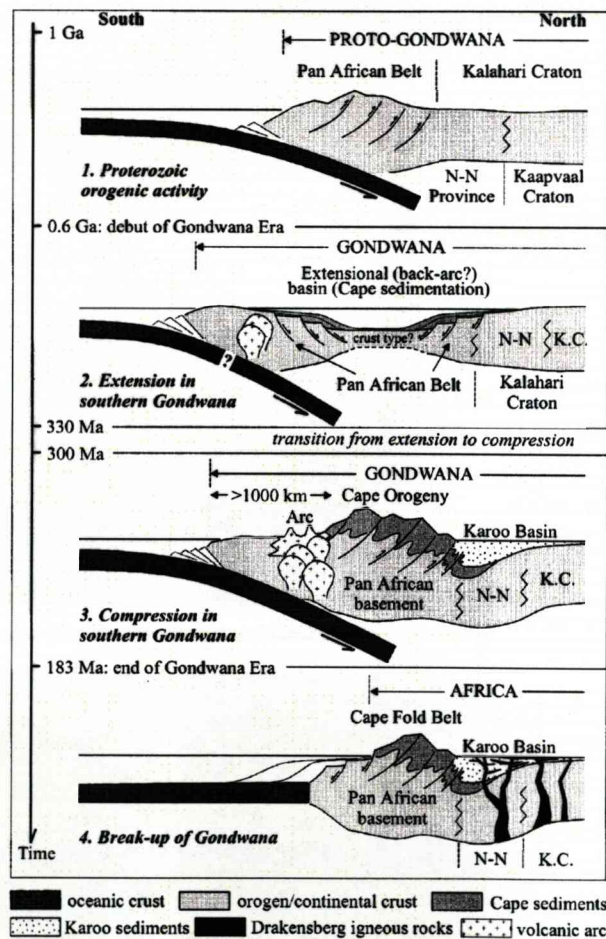 South
North
1 Ga
PROTO-GONDWANA
Pan African Belt
Kalahari Craton
1. Proterozoic
orogenic activity
N-N
Province
Kaapvaal
Craton
0.6 Ga: debut of Gondwana Era
GONDWANA
Extensional (back-arc?)
basin (Cape sedimentation)
crust type?
N-N
K.C.
?
Pan African Belt
Kalahari
Craton
2. Extension in
southern Gondwana
330 Ma
transition from extension to compression
300 Ma
GONDWANA
>1000 km
Cape Orogeny
Arc
Karoo Basin
Pan African
basement
N-N
K.C.
3. Compression in
southern Gondwana
183 Ma: end of Gondwana Era
AFRICA
Cape Fold Belt
Karoo Basin
Pan African
basement
4. Break-up of Gondwana
Time
N-N
K.C.
oceanic crust
orogen/continental crust
Cape sediments
Karoo sediments
Drakensberg igneous rocks
volcanic arc